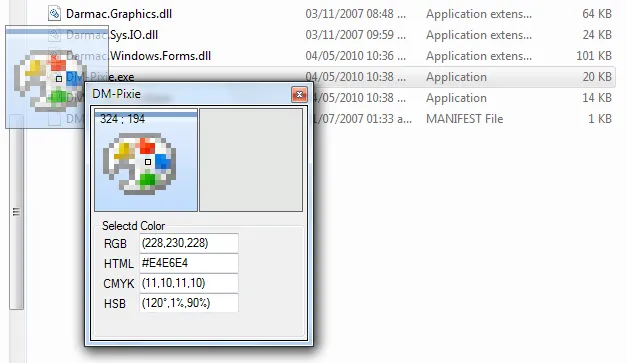 Darmac.Graphics.dll 03/11/2007 08:48 ... Application extens... 64 KB
Darmac.Sys.IO.dll 03/11/2007 09:59 ... Application extens... 24 KB
Darmac.Windows.Forms.dll 04/05/2010 10:36 ... Application extens... 101 KB
DM-Pixie.exe 04/05/2010 10:38 ... Application 20 KB
04/05/2010 10:38 ... Application 14 KB
/07/2007 01:33 a... MANIFEST File 1 KB
DM-Pixie
324 ; 194
Selectd Color
RGB (228,230,228)
HTML #E4E6E4
CMYK (11,10,11,10)
HSB (120°,1%,90%)